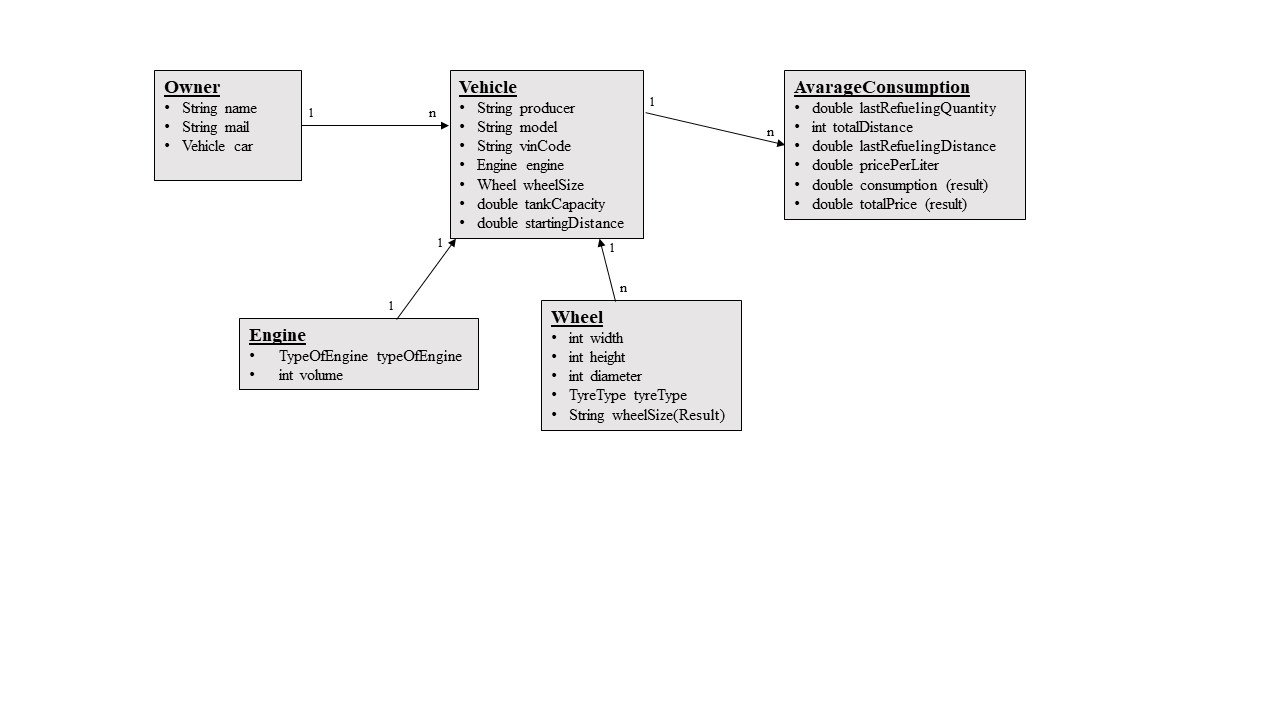 Owner
• String name
• String mail
• Vehicle car
1
n
Vehicle
• String producer
• String model
• String vinCode
• Engine engine
• Wheel wheelSize
• double tankCapacity
• double startingDistance
1
n
AvarageConsumption
• double lastRefuelingQuantity
• int totalDistance
• double lastRefuelingDistance
• double pricePerLiter
• double consumption (result)
• double totalPrice (result)
1
1
Engine
• TypeOfEngine typeOfEngine
• int volume
1
n
Wheel
• int width
• int height
• int diameter
• TyreType tyreType
• String wheelSize(Result)